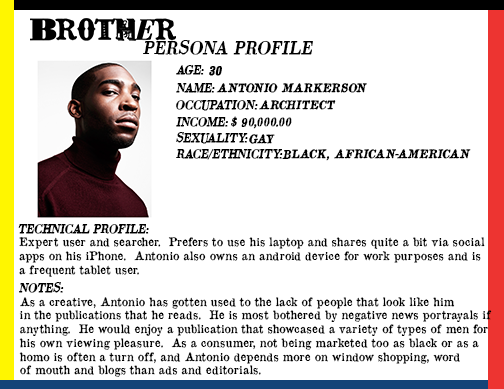 BROTHER
PERSONA PROFILE
AGE: 30
NAME: ANTONIO MARKERSON
OCCUPATION: ARCHITECT
INCOME: $ 90,000.00
SEXUALITY: GAY
RACE/ETHNICITY: BLACK, AFRICAN-AMERICAN
TECHNICAL PROFILE:
Expert user and searcher. Prefers to use his laptop and shares quite a bit via social
apps on his iPhone. Antonio also owns an android device for work purposes and is
a frequent tablet user.
NOTES:
As a creative, Antonio has gotten used to the lack of people that look like him
in the publications that he reads. He is most bothered by negative news portrayals if
anything. He would enjoy a publication that showcased a variety of types of men for
his own viewing pleasure. As a consumer, not being marketed too as black or as a
homo is often a turn off, and Antonio depends more on window shopping, word
of mouth and blogs than ads and editorials.